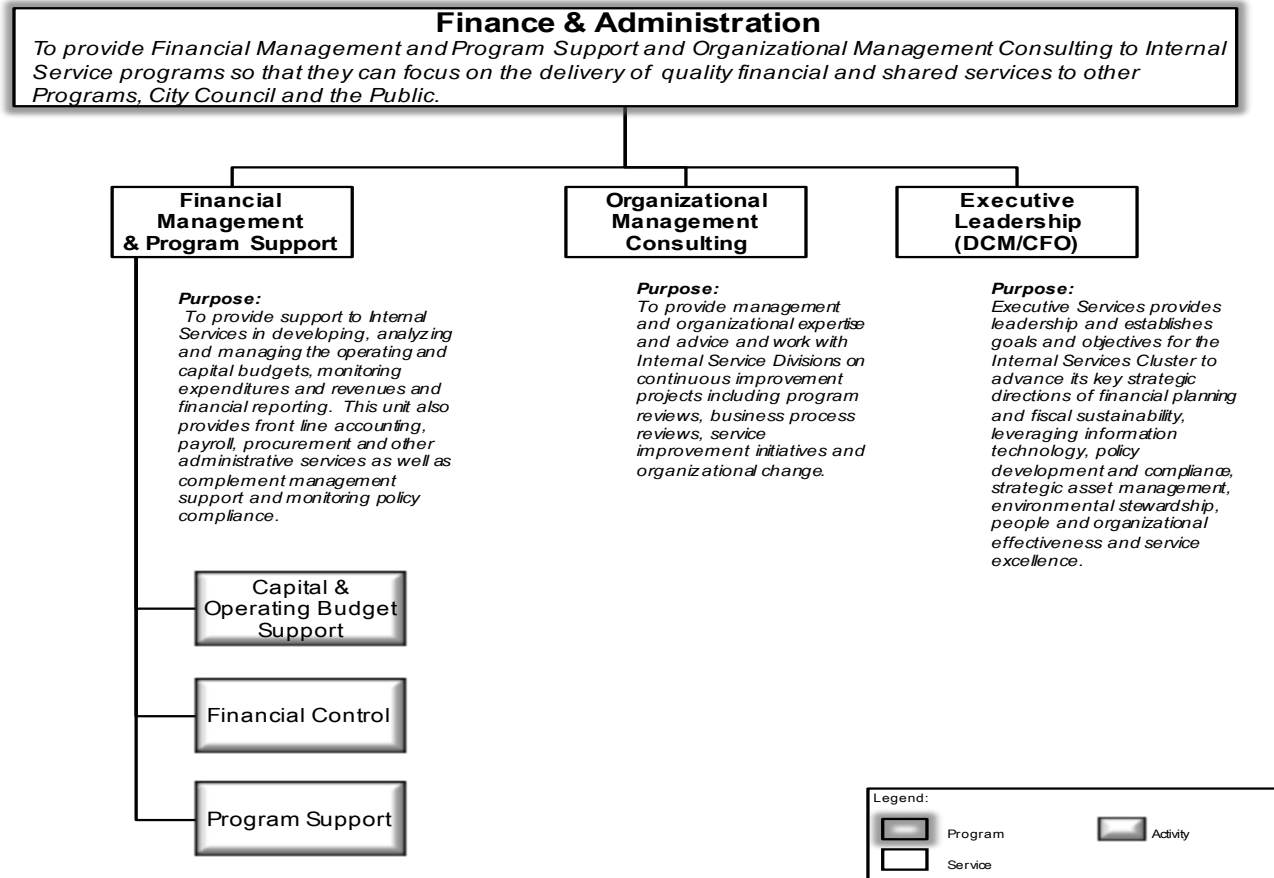 Finance & Administration
To provide Financial Management and Program Support and Organizational Management Consulting to Internal
Service programs so that they can focus on the delivery of quality financial and shared services to other
Programs, City Council and the Public.
Financial
Management
& Program Support
Organizational
Management
Consulting
Executive
Leadership
(DCM/CFO)
Purpose:
To provide support to Internal
Services in developing, analyzing
and managing the operating and
capital budgets, monitoring
expenditures and revenues and
financial reporting. This unit also
provides front line accounting,
payroll, procurement and other
administrative services as well as
complement management
support and monitoring policy
compliance.
Purpose:
To provide management
and organizational expertise
and advice and work with
Internal Service Divisions on
continuous improvement
projects including program
reviews, business process
reviews, service
improvement initiatives and
organizational change.
Purpose:
Executive Services provides
leadership and establishes
goals and objectives for the
Internal Services Cluster to
advance its key strategic
directions of financial planning
and fiscal sustainability,
leveraging information
technology, policy
development and compliance,
strategic asset management,
environmental stewardship,
people and organizational
effectiveness and service
excellence.
Capital &
Operating Budget
Support
Financial Control
Program Support
Legend:
Program
Activity
Service